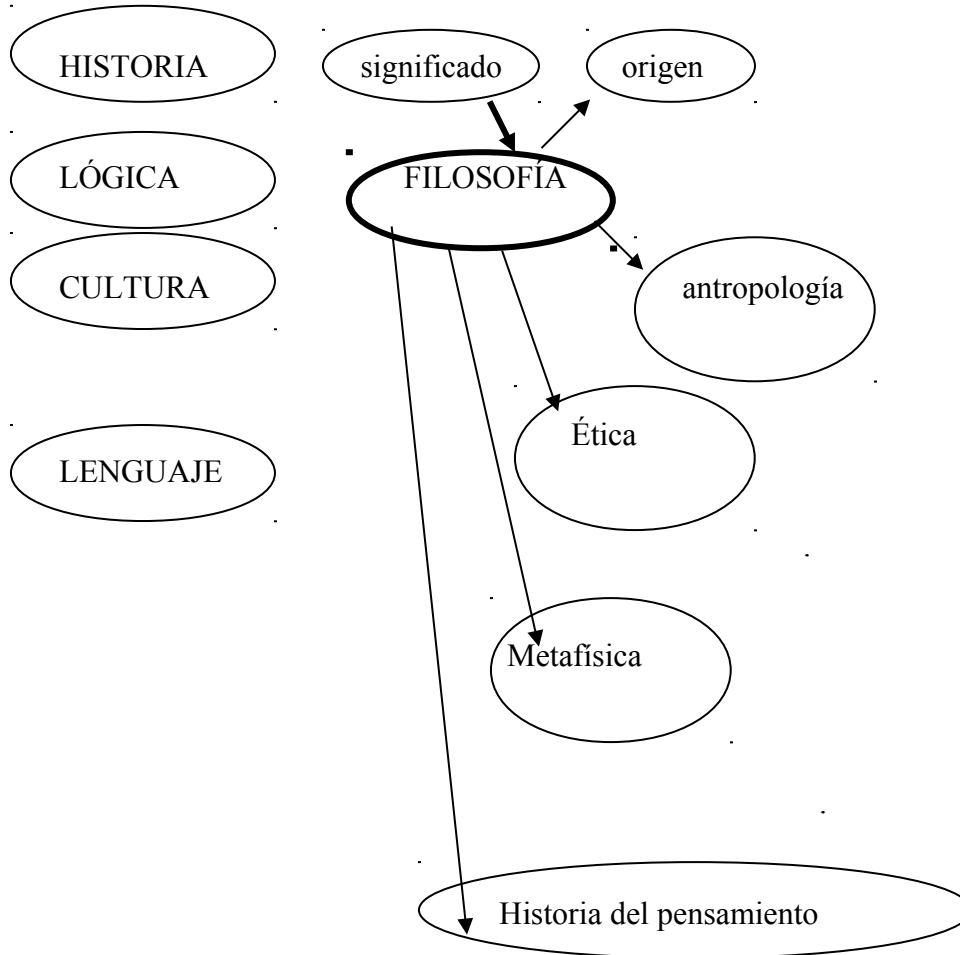 HISTORIA
significado
origen
LÓGICA
FILOSOFÍA
CULTURA
antropología
Ética
LENGUAJE
Metafísica
Historia del pensamiento